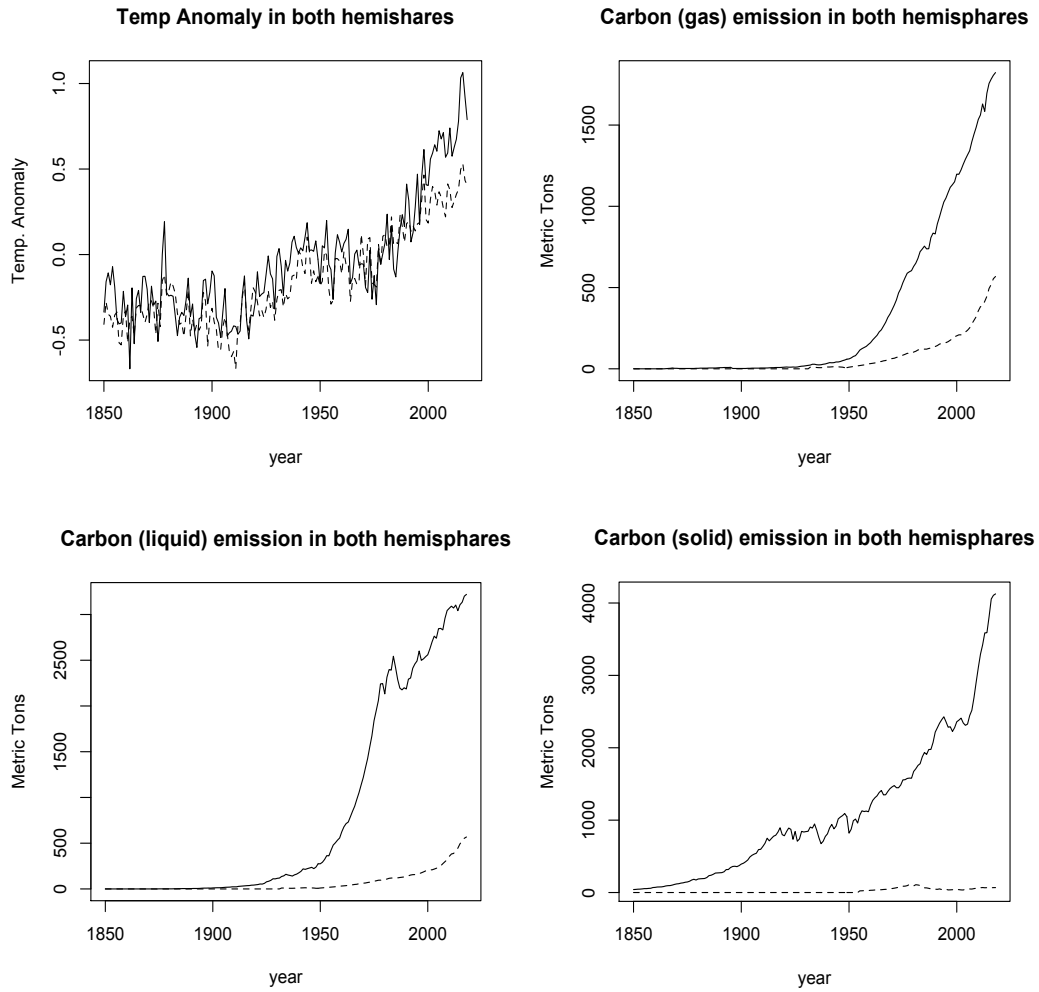 Temp Anomaly in both hemishares
1.0
0.5
0.0
-0.5
Temp. Anomaly
1850 1900 1950 2000
year
Carbon (gas) emission in both hemisphares
1500
1000
500
0
Metric Tons
1850 1900 1950 2000
year
Carbon (liquid) emission in both hemisphares
2500
1500
500
0
Metric Tons
1850 1900 1950 2000
year
Carbon (solid) emission in both hemisphares
4000
3000
2000
1000
0
Metric Tons
1850 1900 1950 2000
year